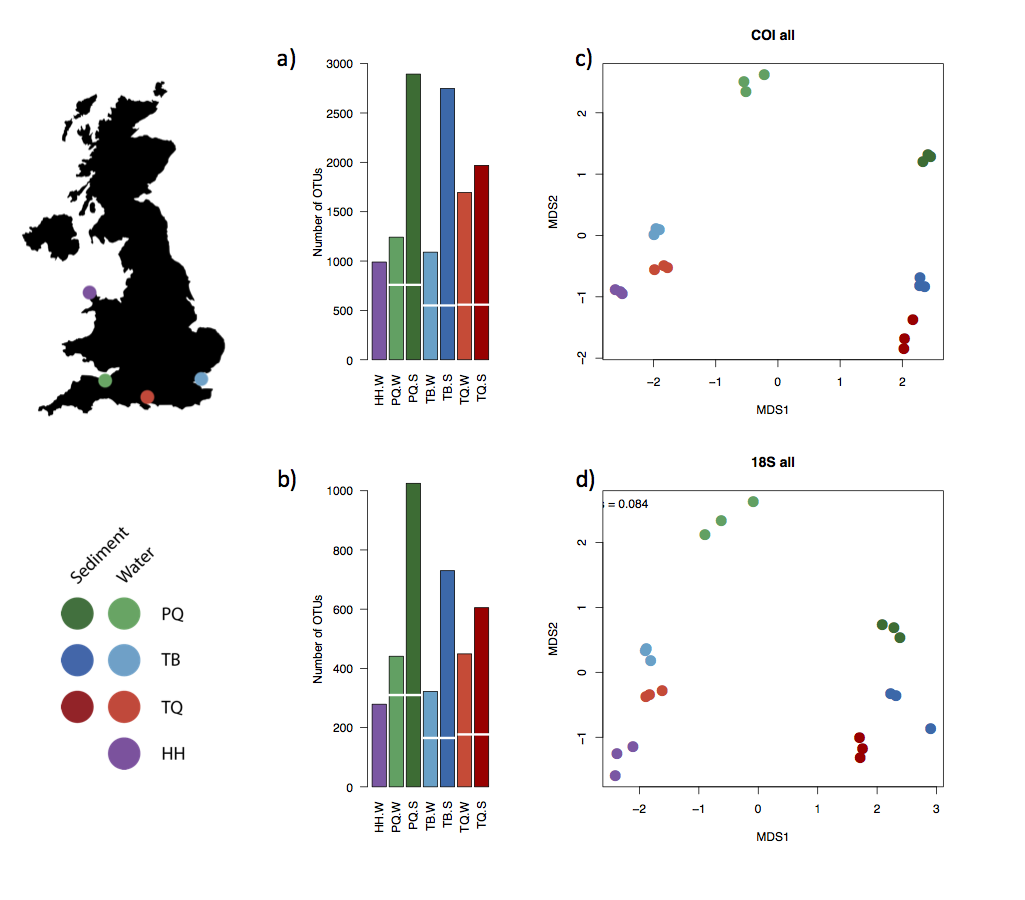 a)
3000
2500
2000
1500
1000
500
0
Number of OTUs
HH.W
PQ.W
PQ.S
TB.W
TB.S
TQ.W
TQ.S
c)
COI all
2
1
0
−1
−2
MDS2
−2 −1 0 1 2
MDS1
b)
1000
800
600
400
200
0
Number of OTUs
HH.W
PQ.W
PQ.S
TB.W
TB.S
TQ.W
TQ.S
d)
18S all
= 0.084
2
1
0
−1
MDS2
−2 −1 0 1 2 3
MDS1
Sediment
Water
PQ
TB
TQ
HH